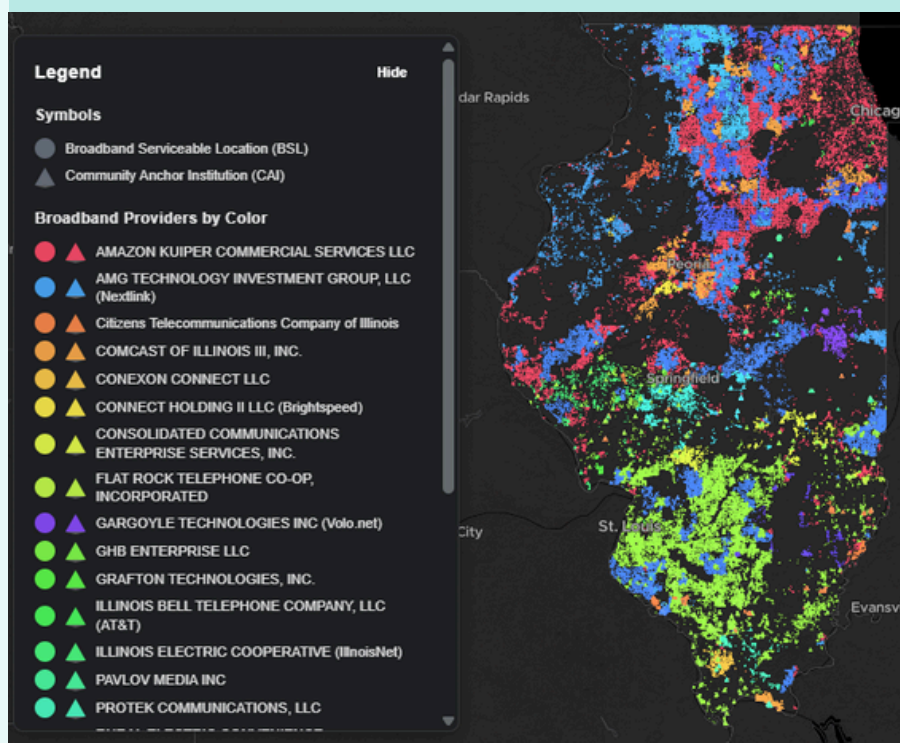 Legend
Hide
Symbols
Broadband Serviceable Location (BSL)
Community Anchor Institution (CAI)
Broadband Providers by Color
AMAZON KUIPER COMMERCIAL SERVICES LLC
AMG TECHNOLOGY INVESTMENT GROUP, LLC
(Nextlink)
Citizens Telecommunications Company of Illinois
COMCAST OF ILLINOIS III, INC.
CONEXON CONNECT LLC
CONNECT HOLDING II LLC (Brightspeed)
CONSOLIDATED COMMUNICATIONS
ENTERPRISE SERVICES, INC.
FLAT ROCK TELEPHONE CO-OP,
INCORPORATED
GARGOYLE TECHNOLOGIES INC (Volo.net)
GHB ENTERPRISE LLC
GRAFTON TECHNOLOGIES, INC.
ILLINOIS BELL TELEPHONE COMPANY, LLC
(AT&T)
ILLINOIS ELECTRIC COOPERATIVE (IllnoisNet)
PAVLOV MEDIA INC
PROTEK COMMUNICATIONS, LLC
dar Rapids
Chicag
Peoria
Springfield
City
St. Louis
Evansv